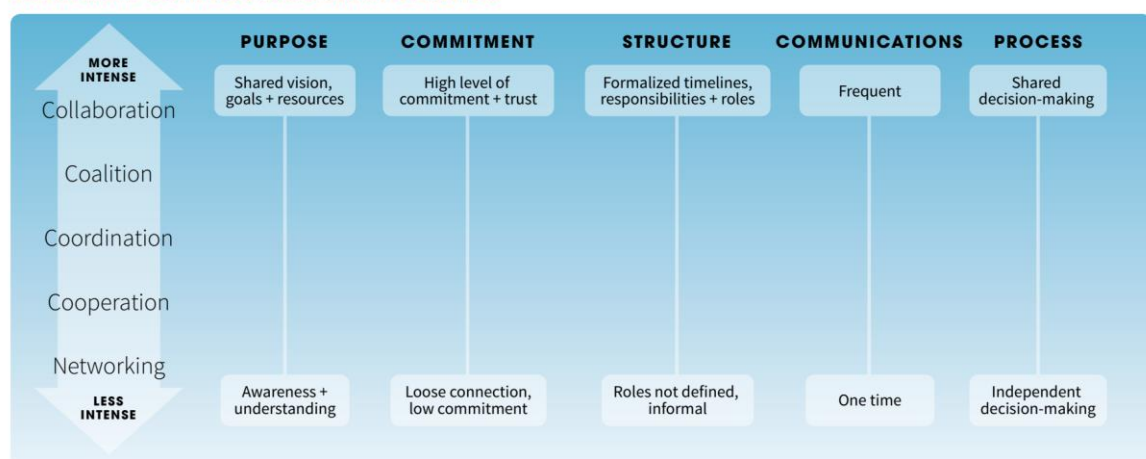 PURPOSE COMMITMENT STRUCTURE COMMUNICATIONS PROCESS
MORE
INTENSE
Shared vision,
goals + resources
High level of
commitment + trust
Formalized timelines,
responsibilities + roles
Frequent
Shared
decision-making
Collaboration
Coalition
Coordination
Cooperation
Networking
LESS
INTENSE
Awareness +
understanding
Loose connection,
low commitment
Roles not defined,
informal
One time
Independent
decision-making